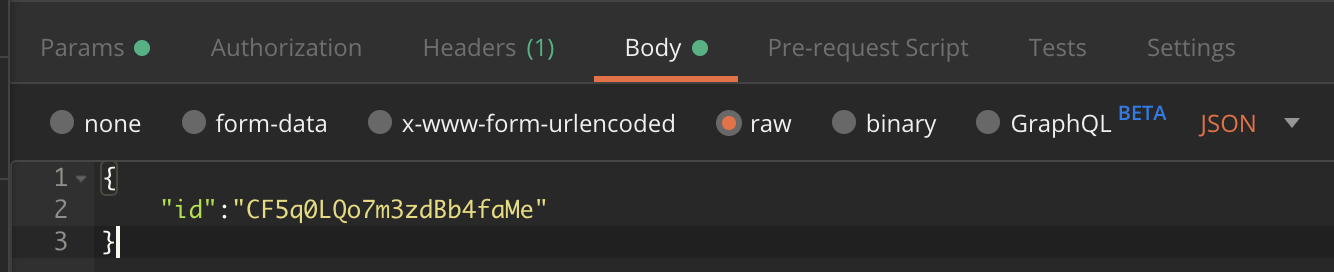 Params Authorization Headers (1) Body Pre-request Script Tests Settings
none form-data x-www-form-urlencoded raw binary GraphQL BETA JSON
1 {
2 "id":"CF5q0LQo7m3zdBb4faMe"
3 }